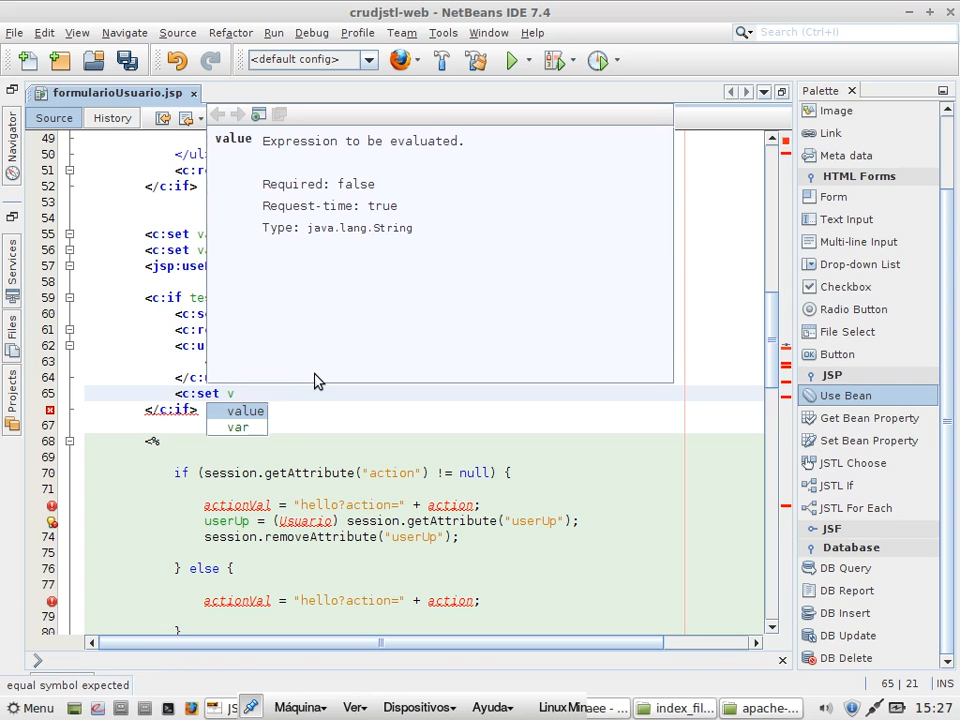 crudjstl-web - NetBeans IDE 7.4
File Edit View Navigate Source Refactor Run Debug Profile Team Tools Window Help
Search (Ctrl+I)
<default config>
formularioUsuario.jsp
Source History
Navigator
Services
Files
Projects
value Expression to be evaluated.
Required: false
Request-time: true
Type: java.lang.String
49
50 </ul
51 <c:r
52 </c:if>
53
54
55 <c:set v
56 <c:set v
57 <jsp:use
58
59 <c:if te
60 <c:s
61 <c:r
62 <c:u
63
64 </c:
65 <c:set v
</c:if>
67
68 <%
69
70 if (session.getAttribute("action") != null) {
71
actionVal = "hello?action=" + action;
userUp = (Usuario) session.getAttribute("userUp");
74 session.removeAttribute("userUp");
75
76 } else {
77
actionVal = "hello?action=" + action;
79
80 }
value
var
Palette
Image
Link
Meta data
HTML Forms
Form
Text Input
Multi-line Input
Drop-down List
Checkbox
Radio Button
File Select
Button
JSP
Use Bean
Get Bean Property
Set Bean Property
JSTL Choose
JSTL If
JSTL For Each
JSF
Database
DB Query
DB Report
DB Insert
DB Update
DB Delete
equal symbol expected
65 | 21 INS
Menu JS Máquina Ver Dispositivos Ayuda Linux Min aee - ... index_fil... apache-... 15:27